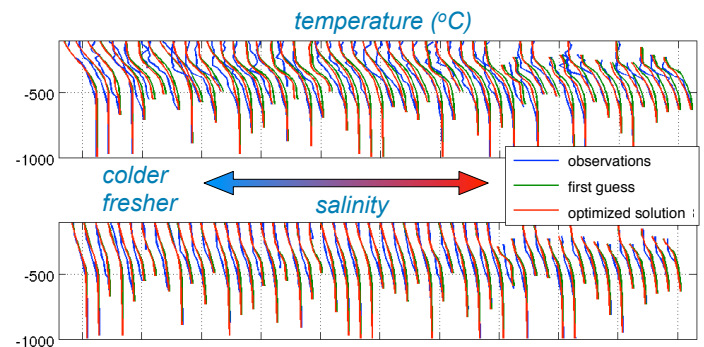 temperature (°C)
-500
-1000
observations
first guess
optimized solution
colder
fresher
salinity
-500
-1000